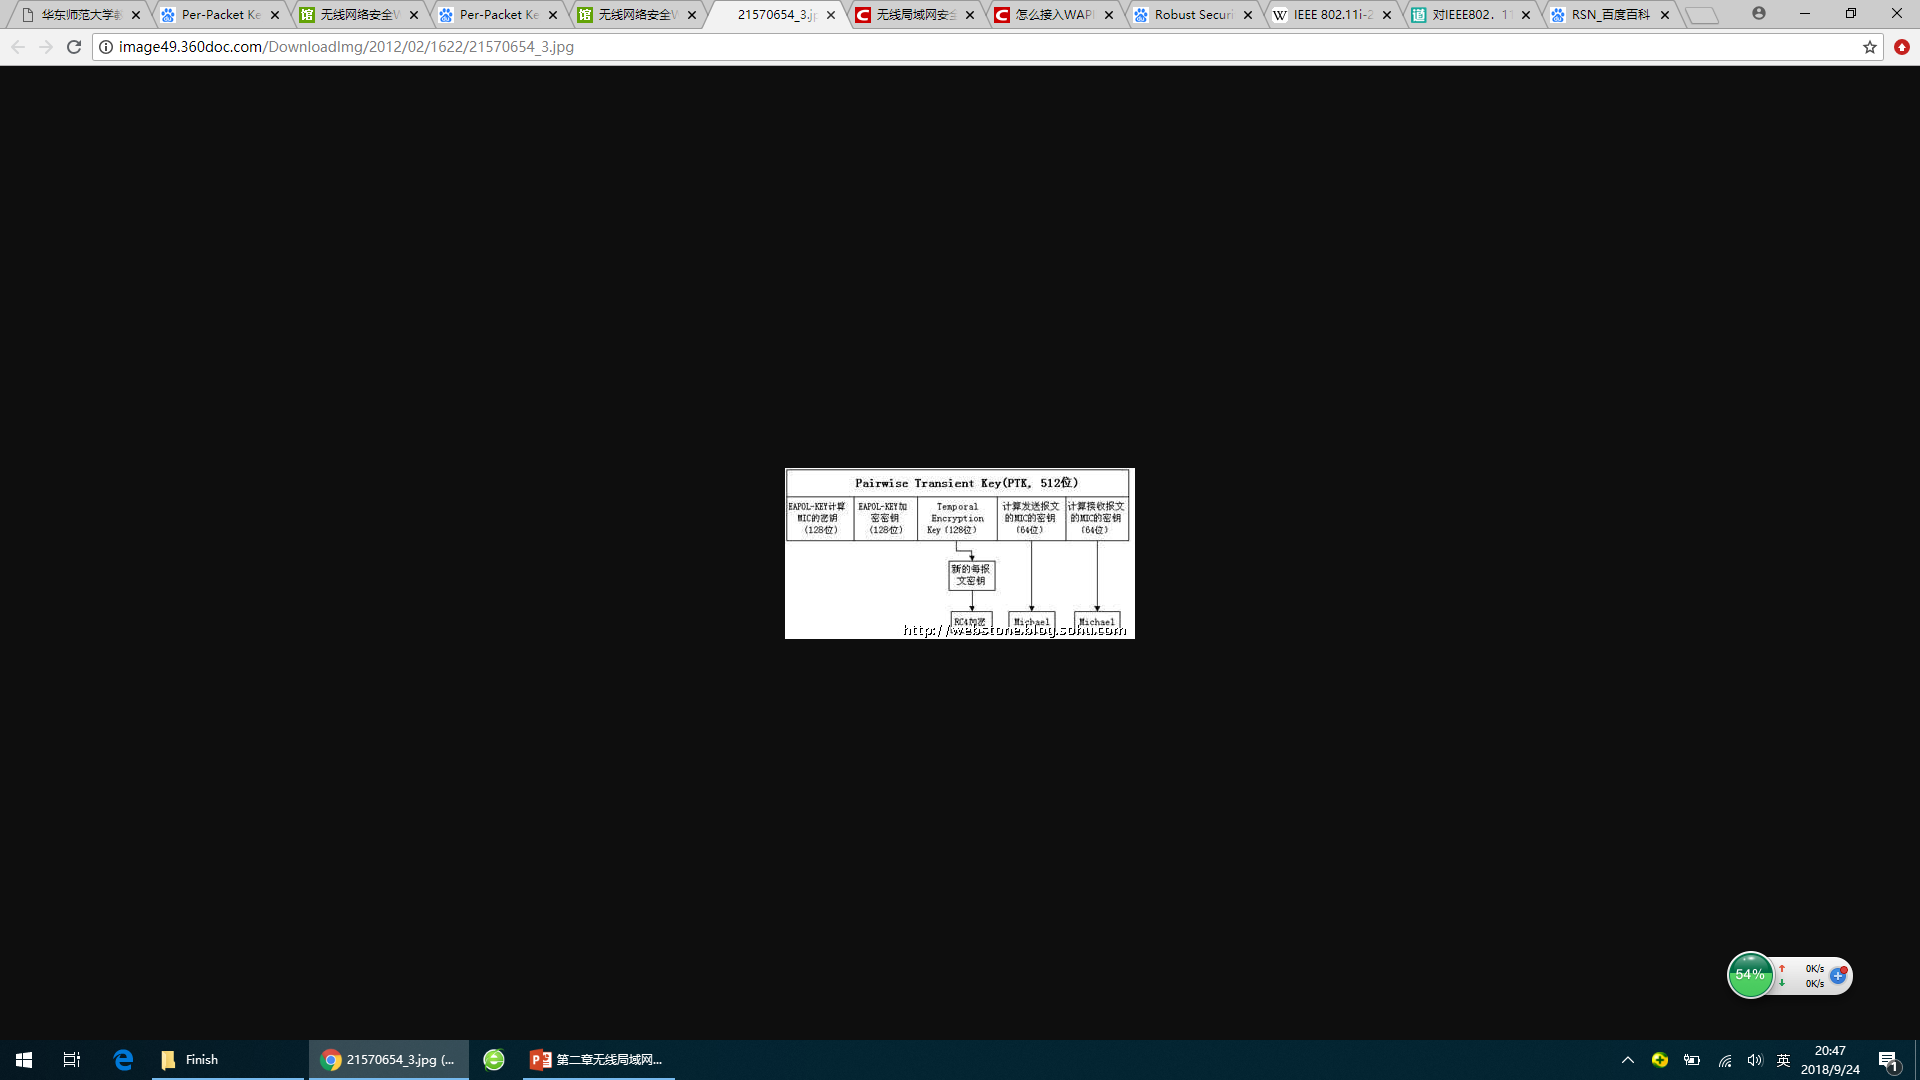 华东师范大学
Per-Packet Ke
无线网络安全W
Per-Packet Ke
无线网络安全W
21570654_3.jp
无线局域网安全
怎么接入WAPI
Robust Securi
IEEE 802.11i-2
对IEEE802. 11
RSN_百度百科
image49.360doc.com/DownloadImg/2012/02/1622/21570654_3.jpg
Pairwise Transient Key(PTK, 512位)
EAPOL-KEY计算
MIC的密钥
(128位)
EAPOL-KEY加
密密钥
(128位)
Temporal
Encryption
Key(128位)
计算发送报文
的MIC的密钥
(64位)
计算接收报文
的MIC的密钥
(64位)
新的每报
文密钥
RC4加密
Michael
Michael
http://webstone.blog.sohu.com
54%
0K/s
0K/s
Finish
21570654_3.jpg (...
第二章无线局域网...
英
20:47
2018/9/24
1